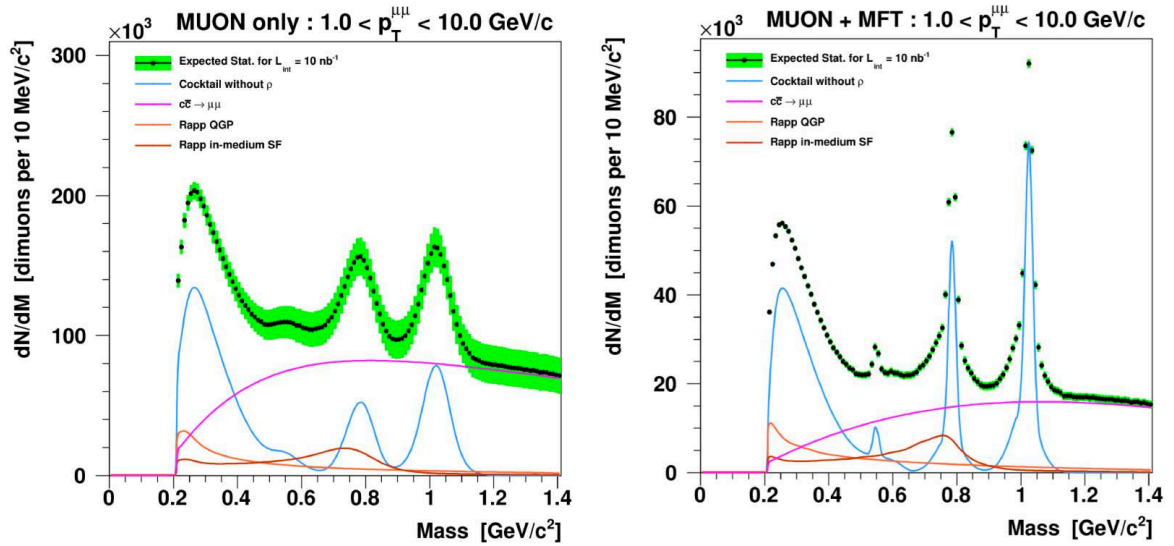 MUON only : 1.0 < p_T^μμ < 10.0 GeV/c
×10³
dN/dM [dimuons per 10 MeV/c²]
300
200
100
0
Expected Stat. for L_int = 10 nb⁻¹
Cocktail without ρ
cc̄ → μμ
Rapp QGP
Rapp in-medium SF
0 0.2 0.4 0.6 0.8 1 1.2 1.4
Mass [GeV/c²]
MUON + MFT : 1.0 < p_T^μμ < 10.0 GeV/c
×10³
dN/dM [dimuons per 10 MeV/c²]
80
60
40
20
0
Expected Stat. for L_int = 10 nb⁻¹
Cocktail without ρ
cc̄ → μμ
Rapp QGP
Rapp in-medium SF
0 0.2 0.4 0.6 0.8 1 1.2 1.4
Mass [GeV/c²]